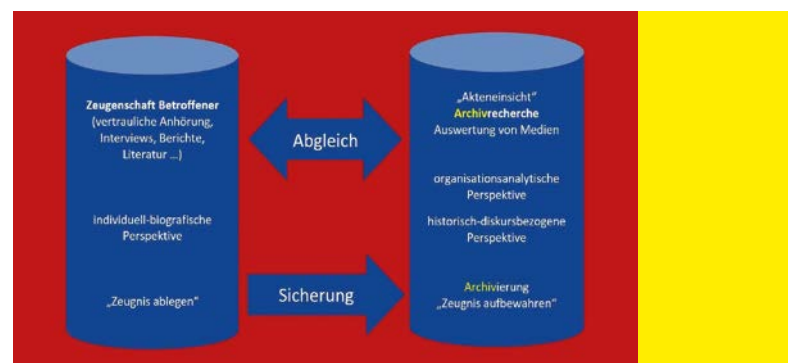 Zeugenschaft Betroffener
(vertrauliche Anhörung,
Interviews, Berichte,
Literatur ...)
individuell-biografische
Perspektive
„Zeugnis ablegen“
Abgleich
Sicherung
„Akteneinsicht“
Archivrecherche
Auswertung von Medien
organisationsanalytische
Perspektive
historisch-diskursbezogene
Perspektive
Archivierung
„Zeugnis aufbewahren“